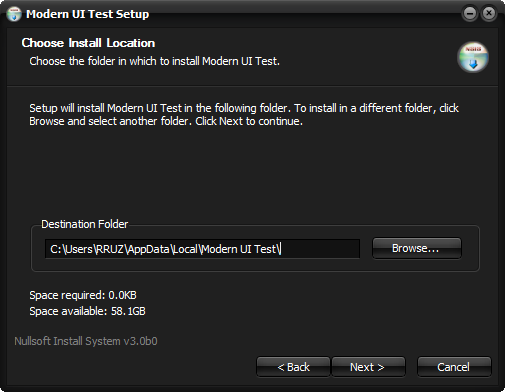 Modern UI Test Setup
Choose Install Location
Choose the folder in which to install Modern UI Test.
Setup will install Modern UI Test in the following folder. To install in a different folder, click
Browse and select another folder. Click Next to continue.
Destination Folder
C:\Users\RRUZ\AppData\Local\Modern UI Test\
Browse...
Space required: 0.0KB
Space available: 58.1GB
Nullsoft Install System v3.0b0
< Back
Next >
Cancel